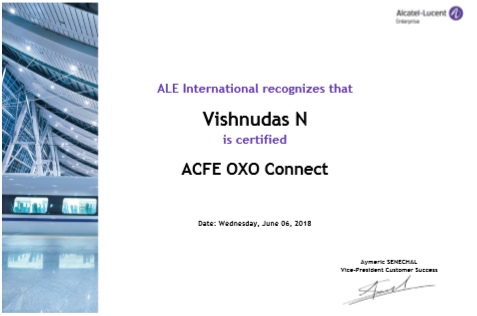 Alcatel-Lucent
Enterprise
ALE International recognizes that
Vishnudas N
is certified
ACFE OXO Connect
Date: Wednesday, June 06, 2018
Aymeric SENECHAL
Vice-President Customer Success